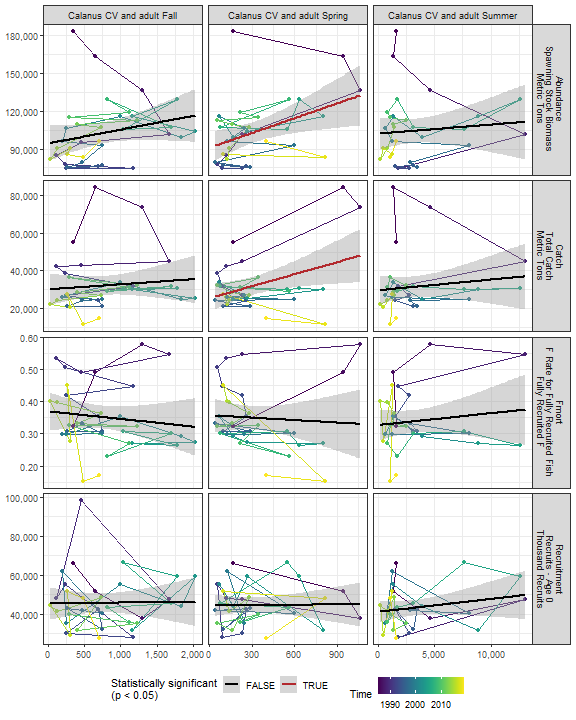 Calanus CV and adult Fall
Calanus CV and adult Spring
Calanus CV and adult Summer
180,000
150,000
120,000
90,000
Abundance
Spawning Stock Biomass
Metric Tons
80,000
60,000
40,000
20,000
Catch
Total Catch
Metric Tons
0.60
0.50
0.40
0.30
0.20
Fmort
F Rate for Fully Recruited Fish
Fully Recruited F
100,000
80,000
60,000
40,000
Recruitment
Recruits - Age 0
Thousand Recruits
0
500
1,000
1,500
2,000
0
300
600
900
0
5,000
10,000
Statistically significant
(p < 0.05)
FALSE
TRUE
Time
1990 2000 2010